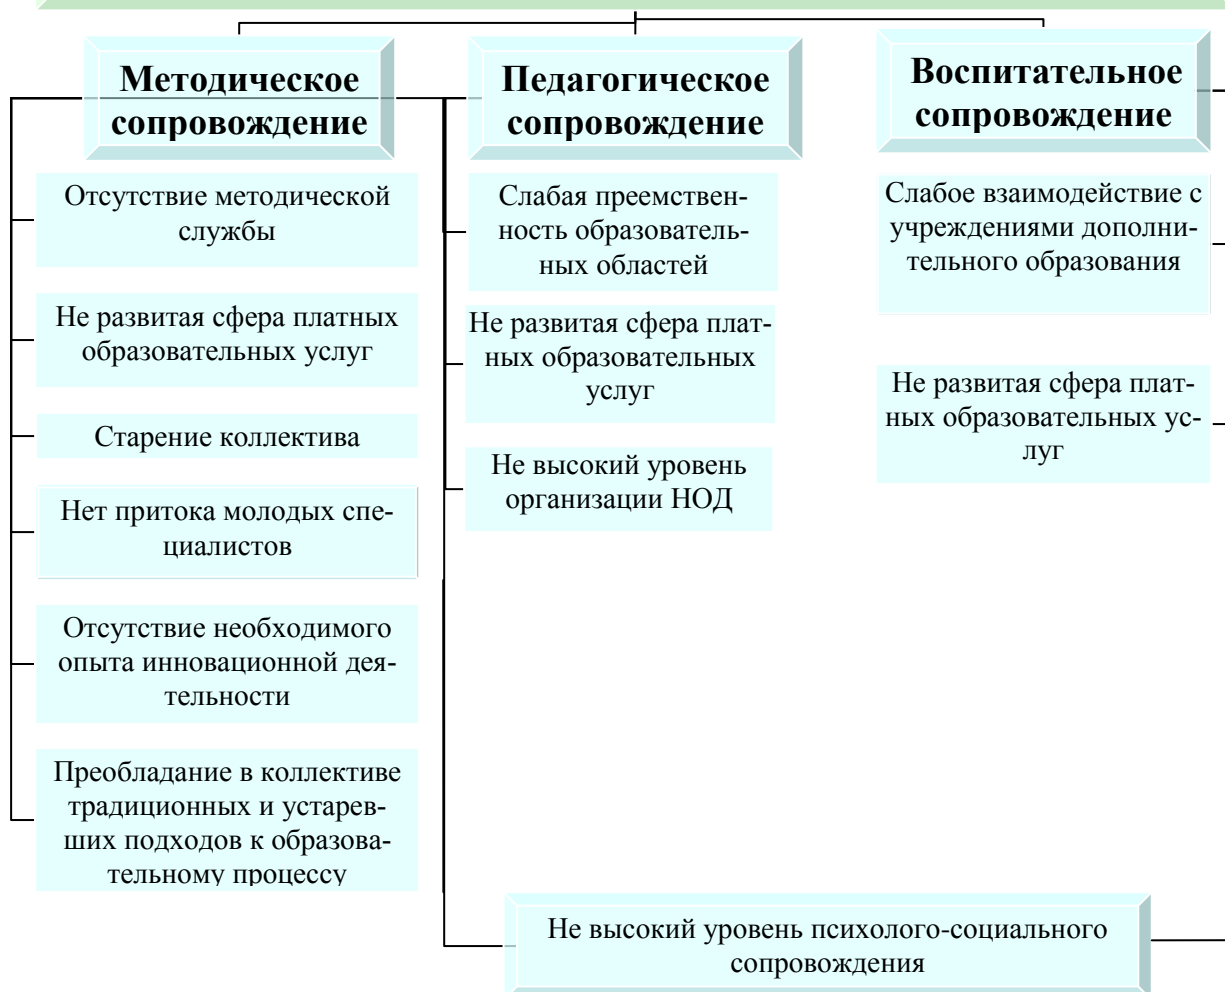 Методическое
сопровождение
Отсутствие методической
службы
Не развитая сфера платных
образовательных услуг
Старение коллектива
Нет притока молодых спе-
циалистов
Отсутствие необходимого
опыта инновационной дея-
тельности
Преобладание в коллективе
традиционных и устарев-
ших подходов к образова-
тельному процессу
Педагогическое
сопровождение
Слабая преемствен-
ность образователь-
ных областей
Не развитая сфера плат-
ных образовательных
услуг
Не высокий уровень
организации НОД
Воспитательное
сопровождение
Слабое взаимодействие с
учреждениями дополни-
тельного образования
Не развитая сфера плат-
ных образовательных ус-
луг
Не высокий уровень психолого-социального
сопровождения